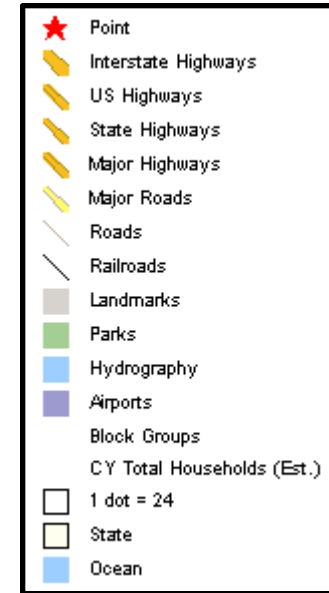 Point
Interstate Highways
US Highways
State Highways
Major Highways
Major Roads
Roads
Railroads
Landmarks
Parks
Hydrography
Airports
Block Groups
CY Total Households (Est.)
1 dot = 24
State
Ocean